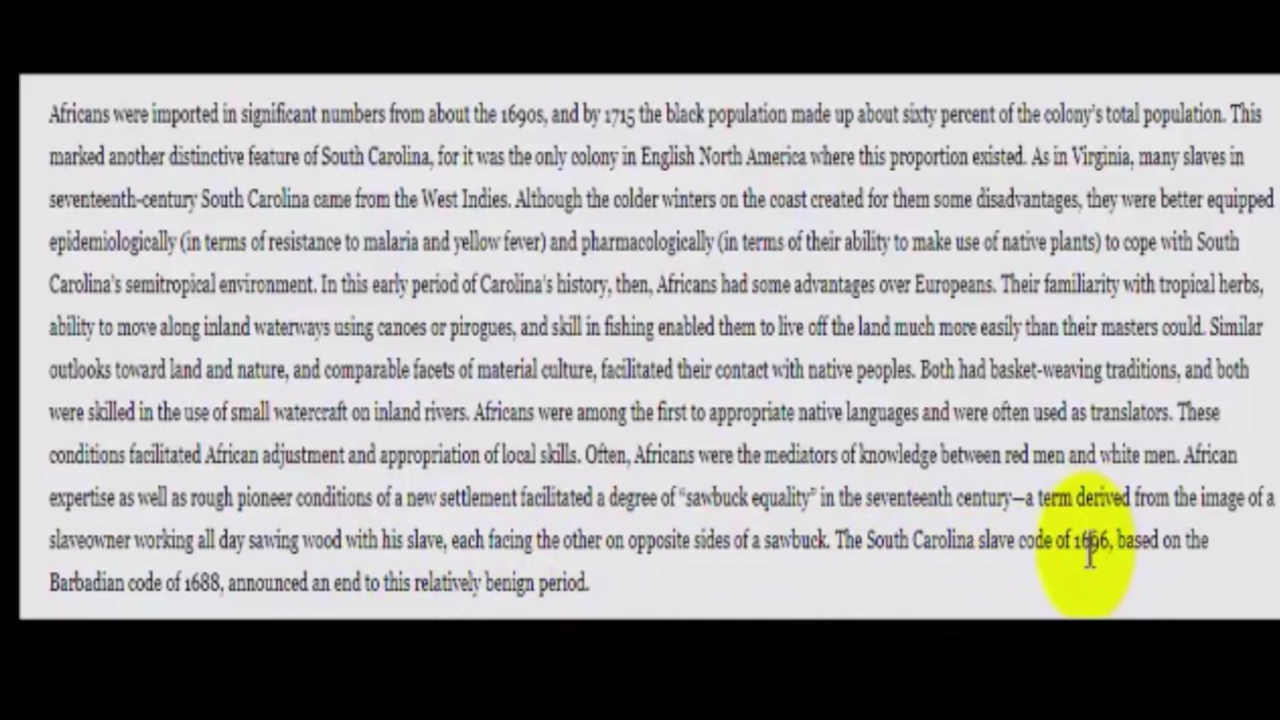 Africans were imported in significant numbers from about the 1690s, and by 1715 the black population made up about sixty percent of the colony's total population. This
marked another distinctive feature of South Carolina, for it was the only colony in English North America where this proportion existed. As in Virginia, many slaves in
seventeenth-century South Carolina came from the West Indies. Although the colder winters on the coast created for them some disadvantages, they were better equipped
epidemiologically (in terms of resistance to malaria and yellow fever) and pharmacologically (in terms of their ability to make use of native plants) to cope with South
Carolina's semitropical environment. In this early period of Carolina's history, then, Africans had some advantages over Europeans. Their familiarity with tropical herbs,
ability to move along inland waterways using canoes or pirogues, and skill in fishing enabled them to live off the land much more easily than their masters could. Similar
outlooks toward land and nature, and comparable facets of material culture, facilitated their contact with native peoples. Both had basket-weaving traditions, and both
were skilled in the use of small watercraft on inland rivers. Africans were among the first to appropriate native languages and were often used as translators. These
conditions facilitated African adjustment and appropriation of local skills. Often, Africans were the mediators of knowledge between red men and white men. African
expertise as well as rough pioneer conditions of a new settlement facilitated a degree of “sawbuck equality” in the seventeenth century—a term derived from the image of a
slaveowner working all day sawing wood with his slave, each facing the other on opposite sides of a sawbuck. The South Carolina slave code of 1696, based on the
Barbadian code of 1688, announced an end to this relatively benign period.